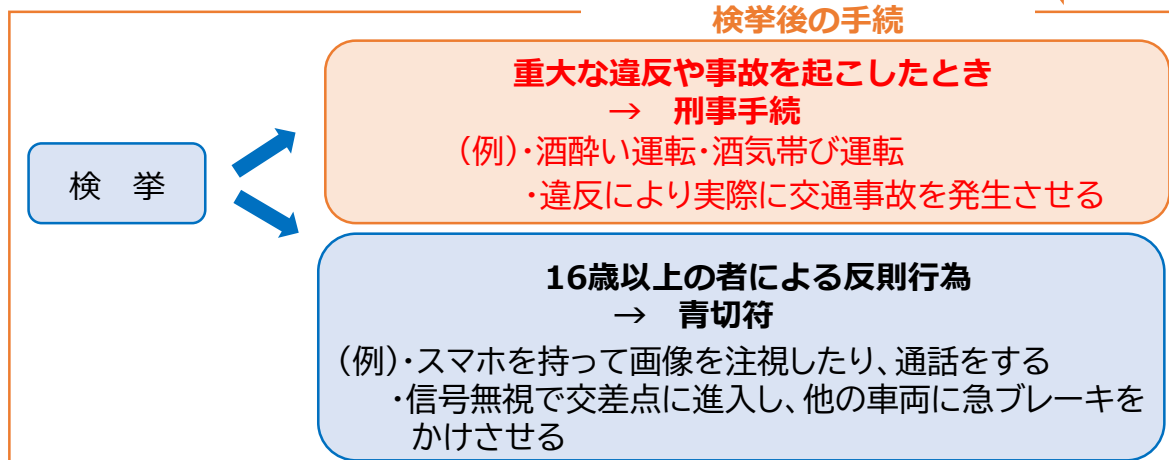 検挙後の手続
重大な違反や事故を起こしたとき
→ 刑事手続
（例）・酒酔い運転・酒気帯び運転
・違反により実際に交通事故を発生させる
検 挙
16歳以上の者による反則行為
→ 青切符
（例）・スマホを持って画像を注視したり、通話をする
・信号無視で交差点に進入し、他の車両に急ブレーキを
かけさせる